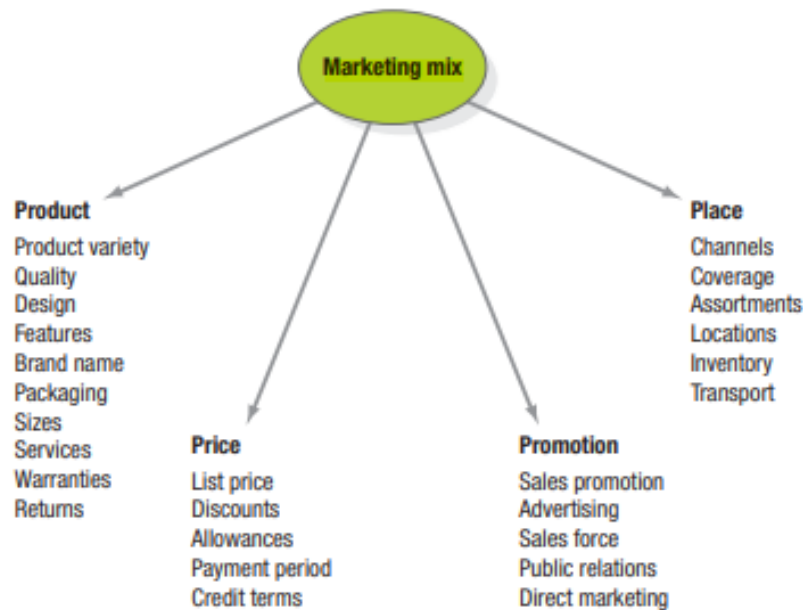 Marketing mix
Product
Product variety
Quality
Design
Features
Brand name
Packaging
Sizes
Services
Warranties
Returns
Price
List price
Discounts
Allowances
Payment period
Credit terms
Promotion
Sales promotion
Advertising
Sales force
Public relations
Direct marketing
Place
Channels
Coverage
Assortments
Locations
Inventory
Transport